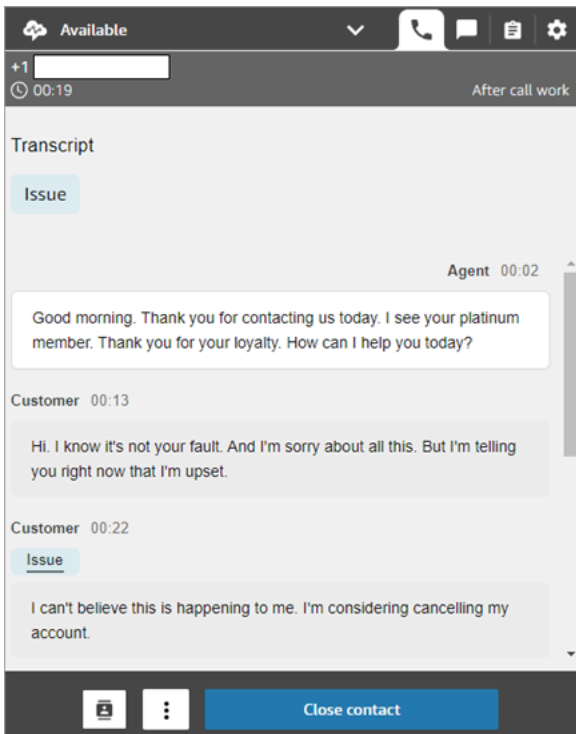 Available
+1
00:19 After call work
Transcript
Issue
Agent 00:02
Good morning. Thank you for contacting us today. I see your platinum
member. Thank you for your loyalty. How can I help you today?
Customer 00:13
Hi. I know it's not your fault. And I'm sorry about all this. But I'm telling
you right now that I'm upset.
Customer 00:22
Issue
I can't believe this is happening to me. I'm considering cancelling my
account.
Close contact